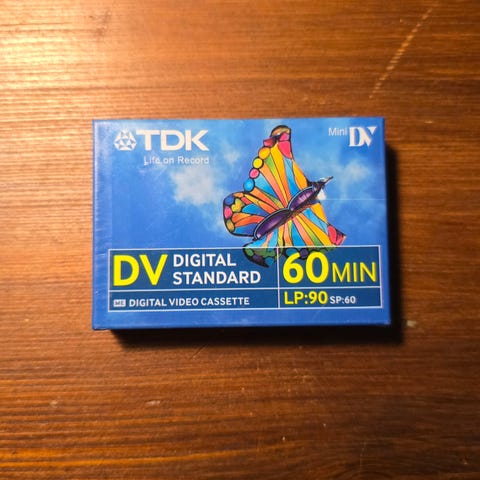 TDK
Life on Record
Mini DV
DV DIGITAL STANDARD
60MIN
ME DIGITAL VIDEO CASSETTE
LP:90 SP:60